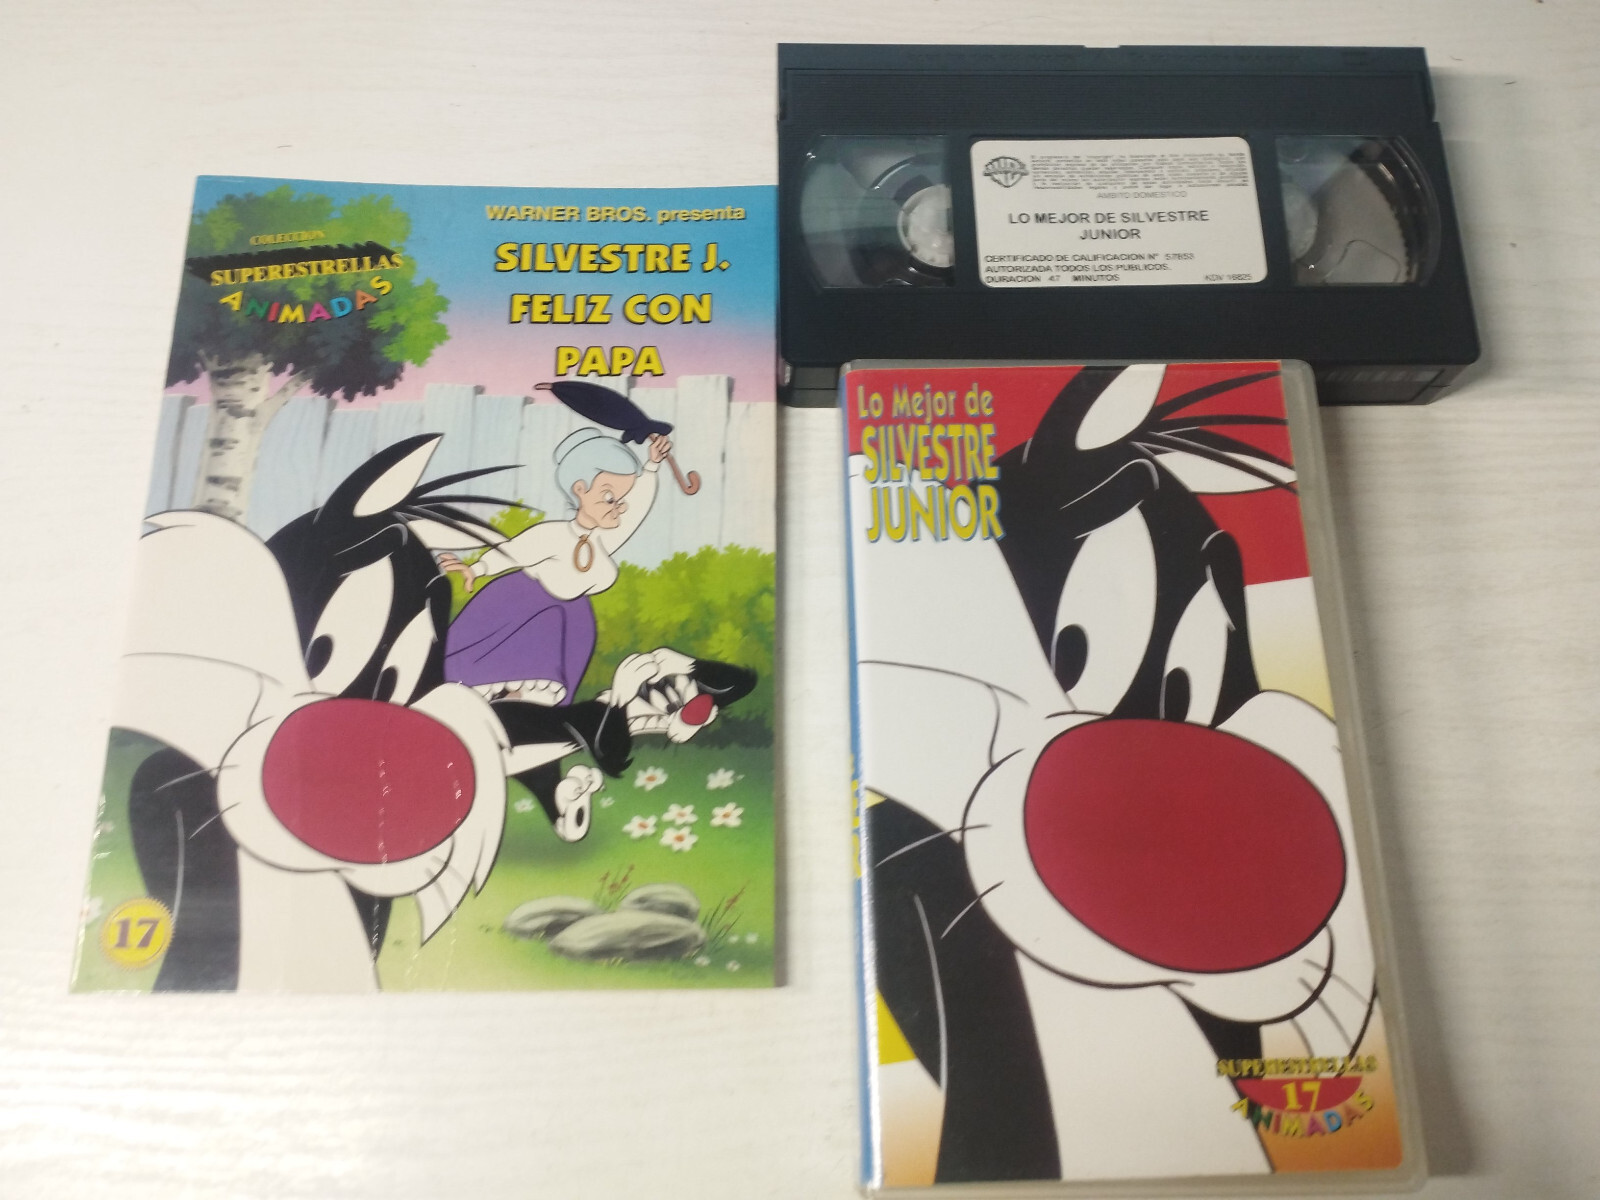 COLECCION
SUPERESTRELLAS
ANIMADAS
WARNER BROS. presenta
SILVESTRE J.
FELIZ CON
PAPA
17
AMBITO DOMESTICO
LO MEJOR DE SILVESTRE
JUNIOR
CERTIFICADO DE CALIFICACION Nº 57853
AUTORIZADA TODOS LOS PUBLICOS.
DURACION 47 MINUTOS
KDV 16825
Lo Mejor de
SILVESTRE
JUNIOR
SUPERESTRELLAS
17
ANIMADAS